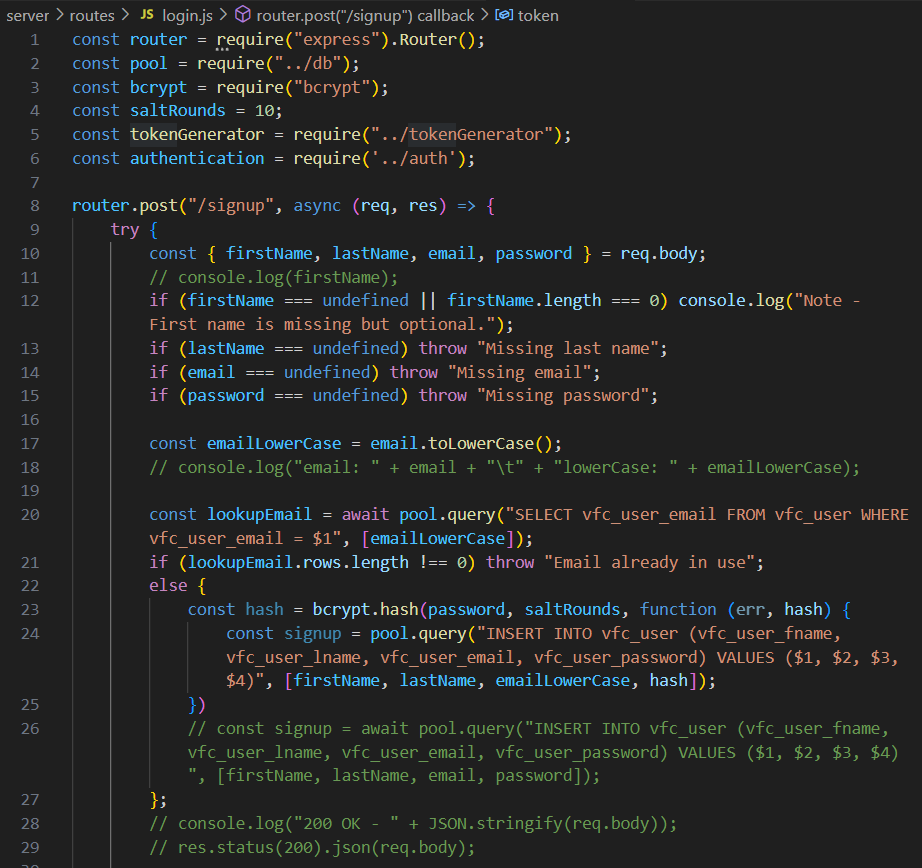 server > routes > JS login.js > router.post("/signup") callback > token
1 const router = require("express").Router();
2 const pool = require("../db");
3 const bcrypt = require("bcrypt");
4 const saltRounds = 10;
5 const tokenGenerator = require("../tokenGenerator");
6 const authentication = require('../auth');
7
8 router.post("/signup", async (req, res) => {
9 try {
10 const { firstName, lastName, email, password } = req.body;
11 // console.log(firstName);
12 if (firstName === undefined || firstName.length === 0) console.log("Note -
First name is missing but optional.");
13 if (lastName === undefined) throw "Missing last name";
14 if (email === undefined) throw "Missing email";
15 if (password === undefined) throw "Missing password";
16
17 const emailLowerCase = email.toLowerCase();
18 // console.log("email: " + email + "\t" + "lowerCase: " + emailLowerCase);
19
20 const lookupEmail = await pool.query("SELECT vfc_user_email FROM vfc_user WHERE
vfc_user_email = $1", [emailLowerCase]);
21 if (lookupEmail.rows.length !== 0) throw "Email already in use";
22 else {
23 const hash = bcrypt.hash(password, saltRounds, function (err, hash) {
24 const signup = pool.query("INSERT INTO vfc_user (vfc_user_fname,
vfc_user_lname, vfc_user_email, vfc_user_password) VALUES ($1, $2, $3,
$4)", [firstName, lastName, emailLowerCase, hash]);
25 })
26 // const signup = await pool.query("INSERT INTO vfc_user (vfc_user_fname,
vfc_user_lname, vfc_user_email, vfc_user_password) VALUES ($1, $2, $3, $4)
", [firstName, lastName, email, password]);
27 };
28 // console.log("200 OK - " + JSON.stringify(req.body));
29 // res.status(200).json(req.body);